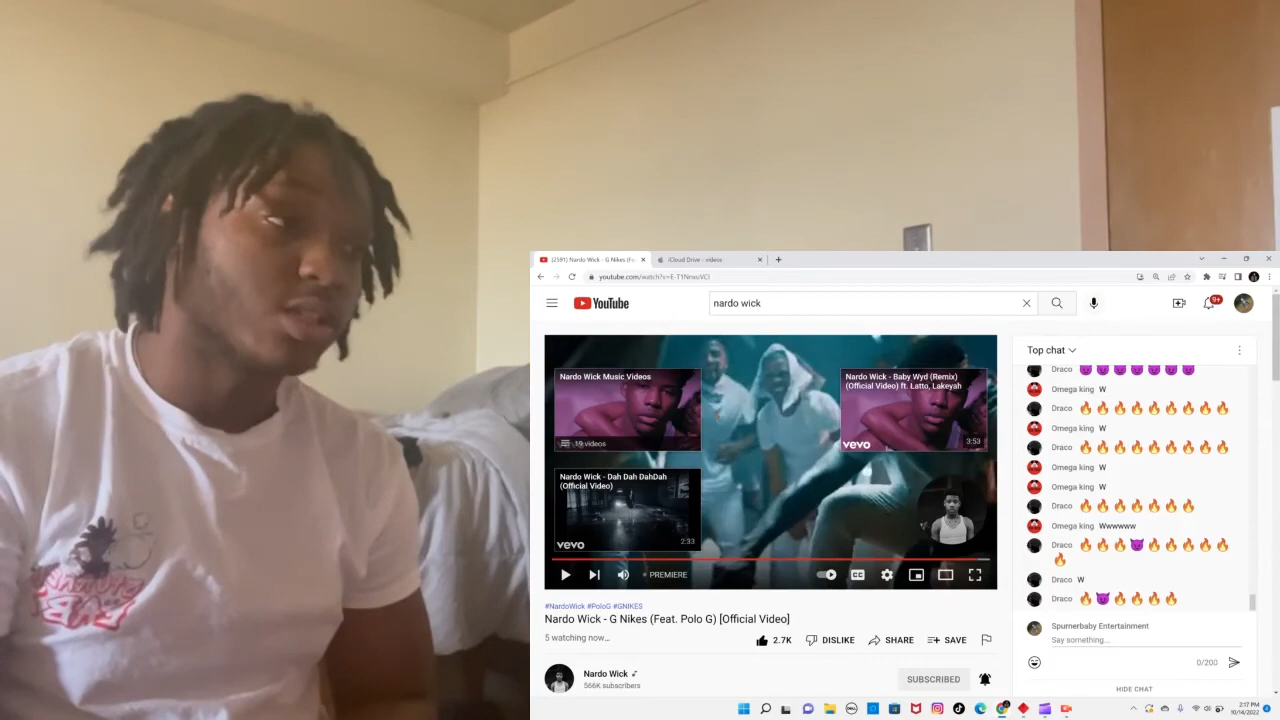 (2591) Nardo Wick - G Nikes (Fe
iCloud Drive - videos
youtube.com/watch?v=E-T1NnxuVCI
YouTube
nardo wick
9+
Nardo Wick Music Videos
19 videos
Nardo Wick - Baby Wyd (Remix)
(Official Video) ft. Latto, Lakeyah
vevo
3:53
Nardo Wick - Dah Dah DahDah
(Official Video)
vevo
2:33
PREMIERE
CC
#NardoWick #PoloG #GNIKES
Nardo Wick - G Nikes (Feat. Polo G) [Official Video]
5 watching now...
2.7K
DISLIKE
SHARE
SAVE
Nardo Wick
566K subscribers
SUBSCRIBED
Top chat
Draco 😈😈😈😈😈😈😈
Omega king W
Draco 🔥🔥🔥🔥🔥🔥🔥🔥🔥
Omega king W
Draco 🔥🔥🔥🔥🔥🔥🔥🔥🔥
Omega king W
Omega king W
Draco 🔥🔥🔥🔥🔥🔥🔥
Omega king Wwwwww
Draco 🔥🔥🔥😈🔥🔥🔥🔥🔥
🔥
Draco W
Draco 🔥😈🔥🔥🔥🔥
Spurnerbaby Entertainment
Say something...
0/200
HIDE CHAT
2:17 PM
10/14/2022